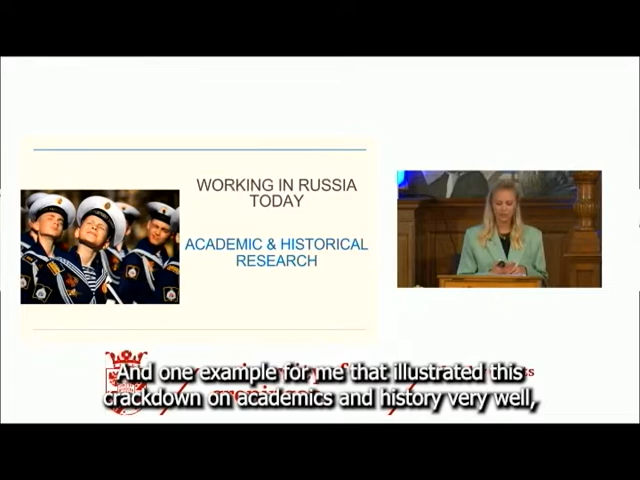 WORKING IN RUSSIA
TODAY
ACADEMIC & HISTORICAL
RESEARCH
And one example for me that illustrated this
crackdown on academics and history very well,